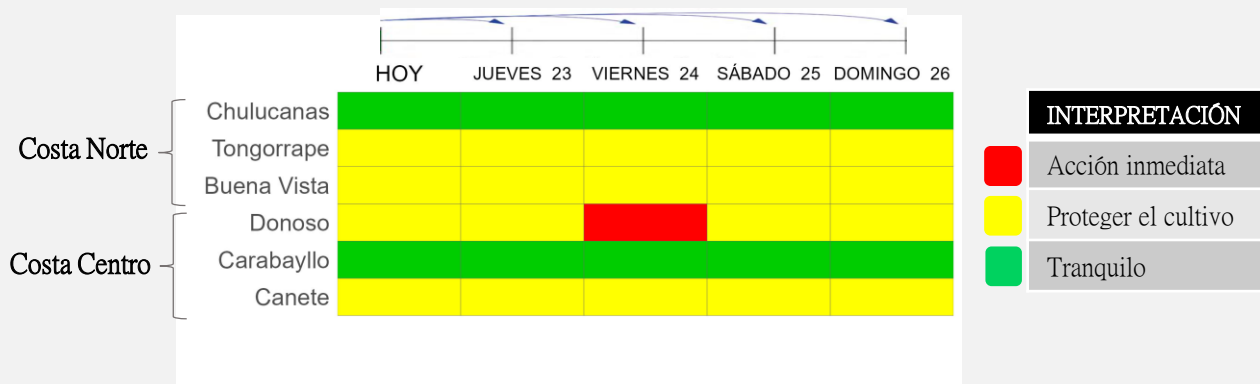 HOY JUEVES 23 VIERNES 24 SÁBADO 25 DOMINGO 26
Costa Norte
Chulucanas
Tongorrape
Buena Vista
Costa Centro
Donoso
Carabayllo
Canete
INTERPRETACIÓN
Acción inmediata
Proteger el cultivo
Tranquilo